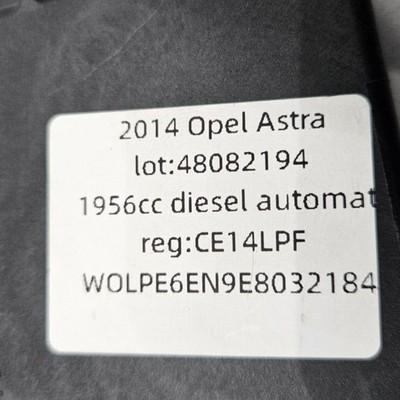 2014 Opel Astra
lot:48082194
1956cc diesel automat
reg:CE14LPF
WOLPE6EN9E8032184